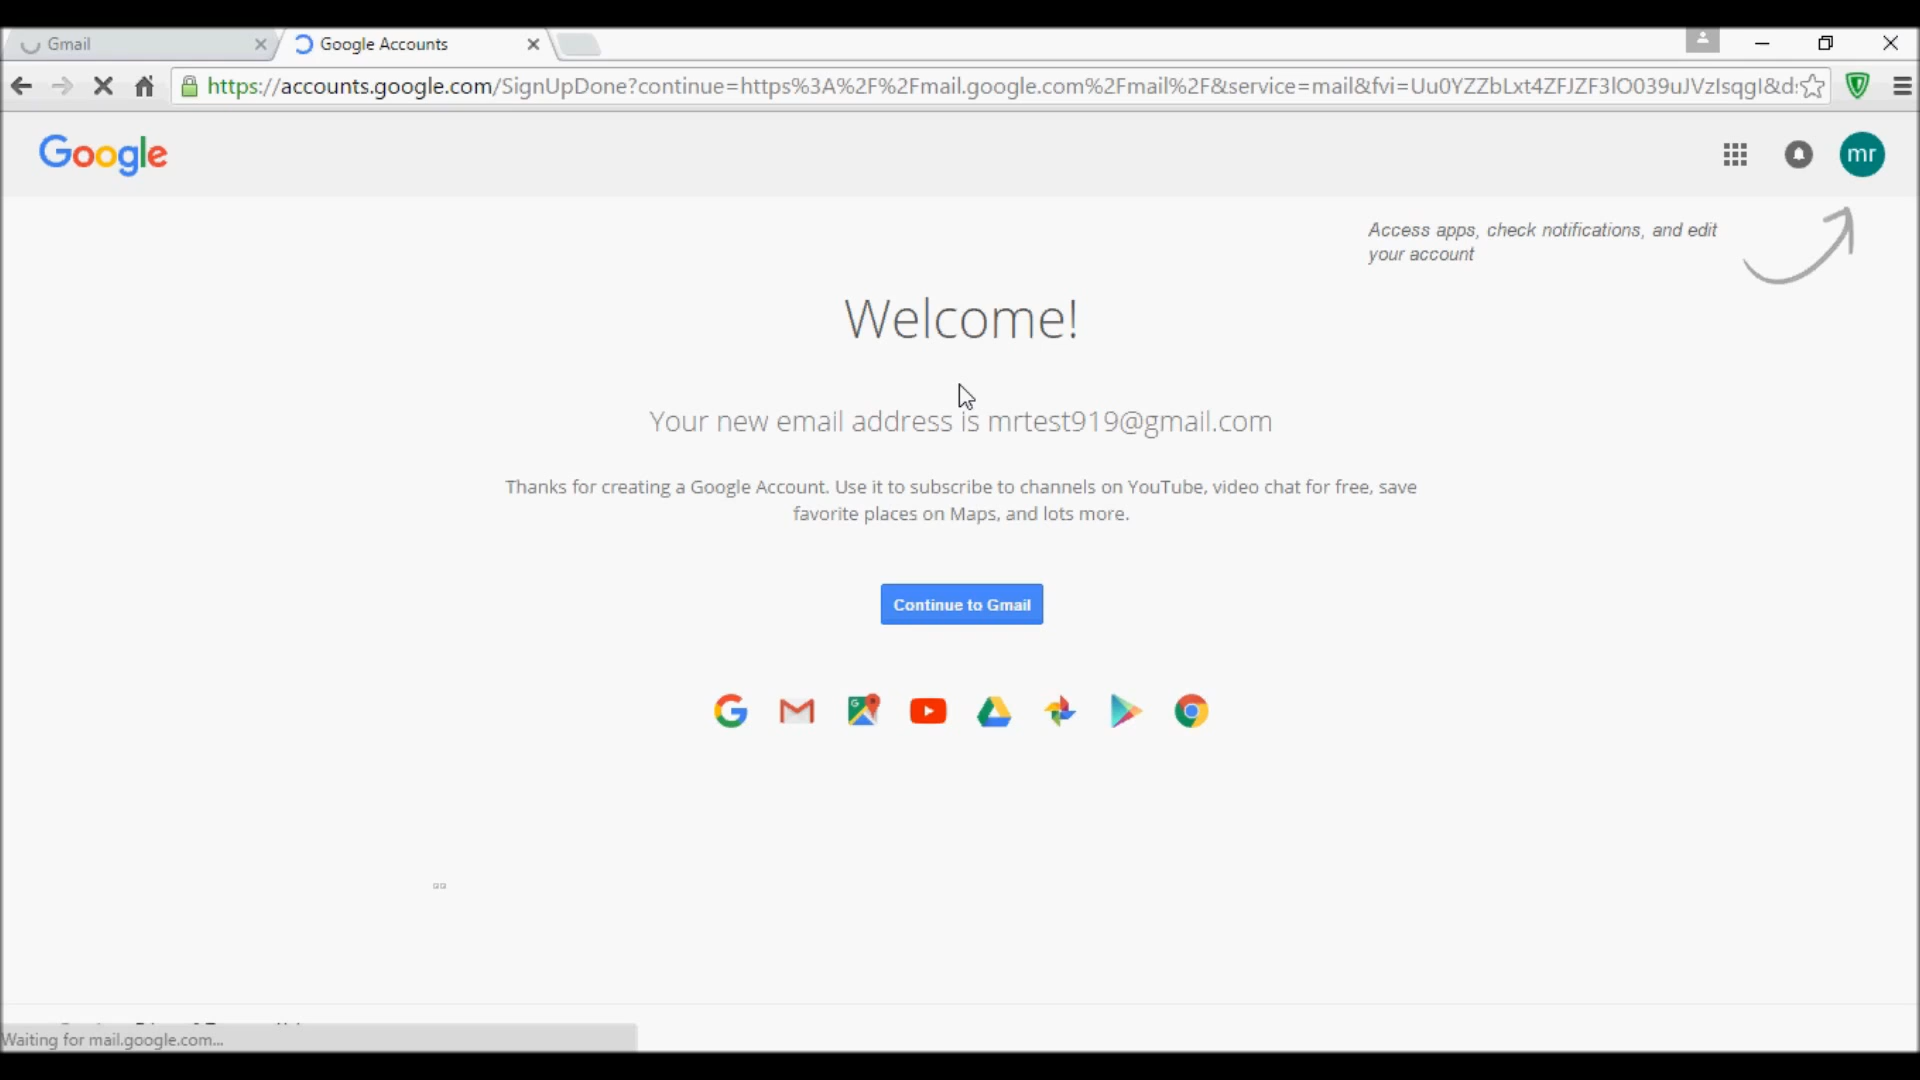 Gmail
Google Accounts
https://accounts.google.com/SignUpDone?continue=https%3A%2F%2Fmail.google.com%2Fmail%2F&service=mail&fvi=Uu0YZZbLxt4ZFJZF3lO039uJVzIsqgI&d
Google
mr
Access apps, check notifications, and edit
your account
Welcome!
Your new email address is mrtest919@gmail.com
Thanks for creating a Google Account. Use it to subscribe to channels on YouTube, video chat for free, save
favorite places on Maps, and lots more.
Continue to Gmail
Waiting for mail.google.com...